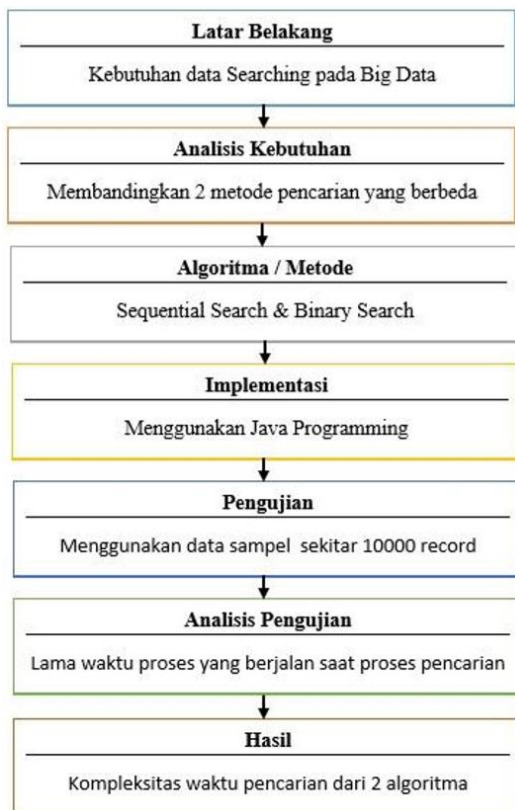 Latar Belakang
Kebutuhan data Searching pada Big Data
Analisis Kebutuhan
Membandingkan 2 metode pencarian yang berbeda
Algoritma / Metode
Sequential Search & Binary Search
Implementasi
Menggunakan Java Programming
Pengujian
Menggunakan data sampel sekitar 10000 record
Analisis Pengujian
Lama waktu proses yang berjalan saat proses pencarian
Hasil
Kompleksitas waktu pencarian dari 2 algoritma